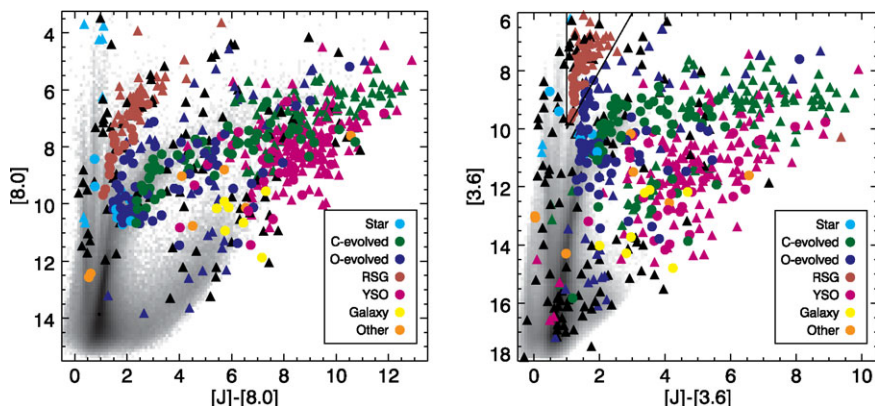 4
6
8
10
12
14
[8.0]
0
2
4
6
8
10
12
[J]-[8.0]
Star
C-evolved
O-evolved
RSG
YSO
Galaxy
Other
6
8
10
12
14
16
18
[3.6]
0
2
4
6
8
10
[J]-[3.6]
Star
C-evolved
O-evolved
RSG
YSO
Galaxy
Other